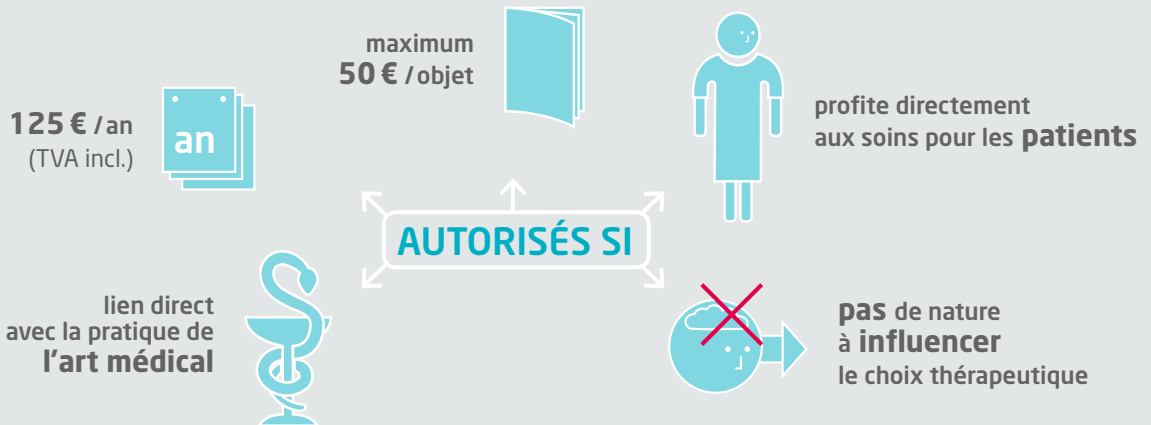 maximum
50 € / objet
125 € / an
(TVA incl.)
an
profite directement
aux soins pour les patients
AUTORISÉS SI
lien direct
avec la pratique de
l'art médical
pas de nature
à influencer
le choix thérapeutique